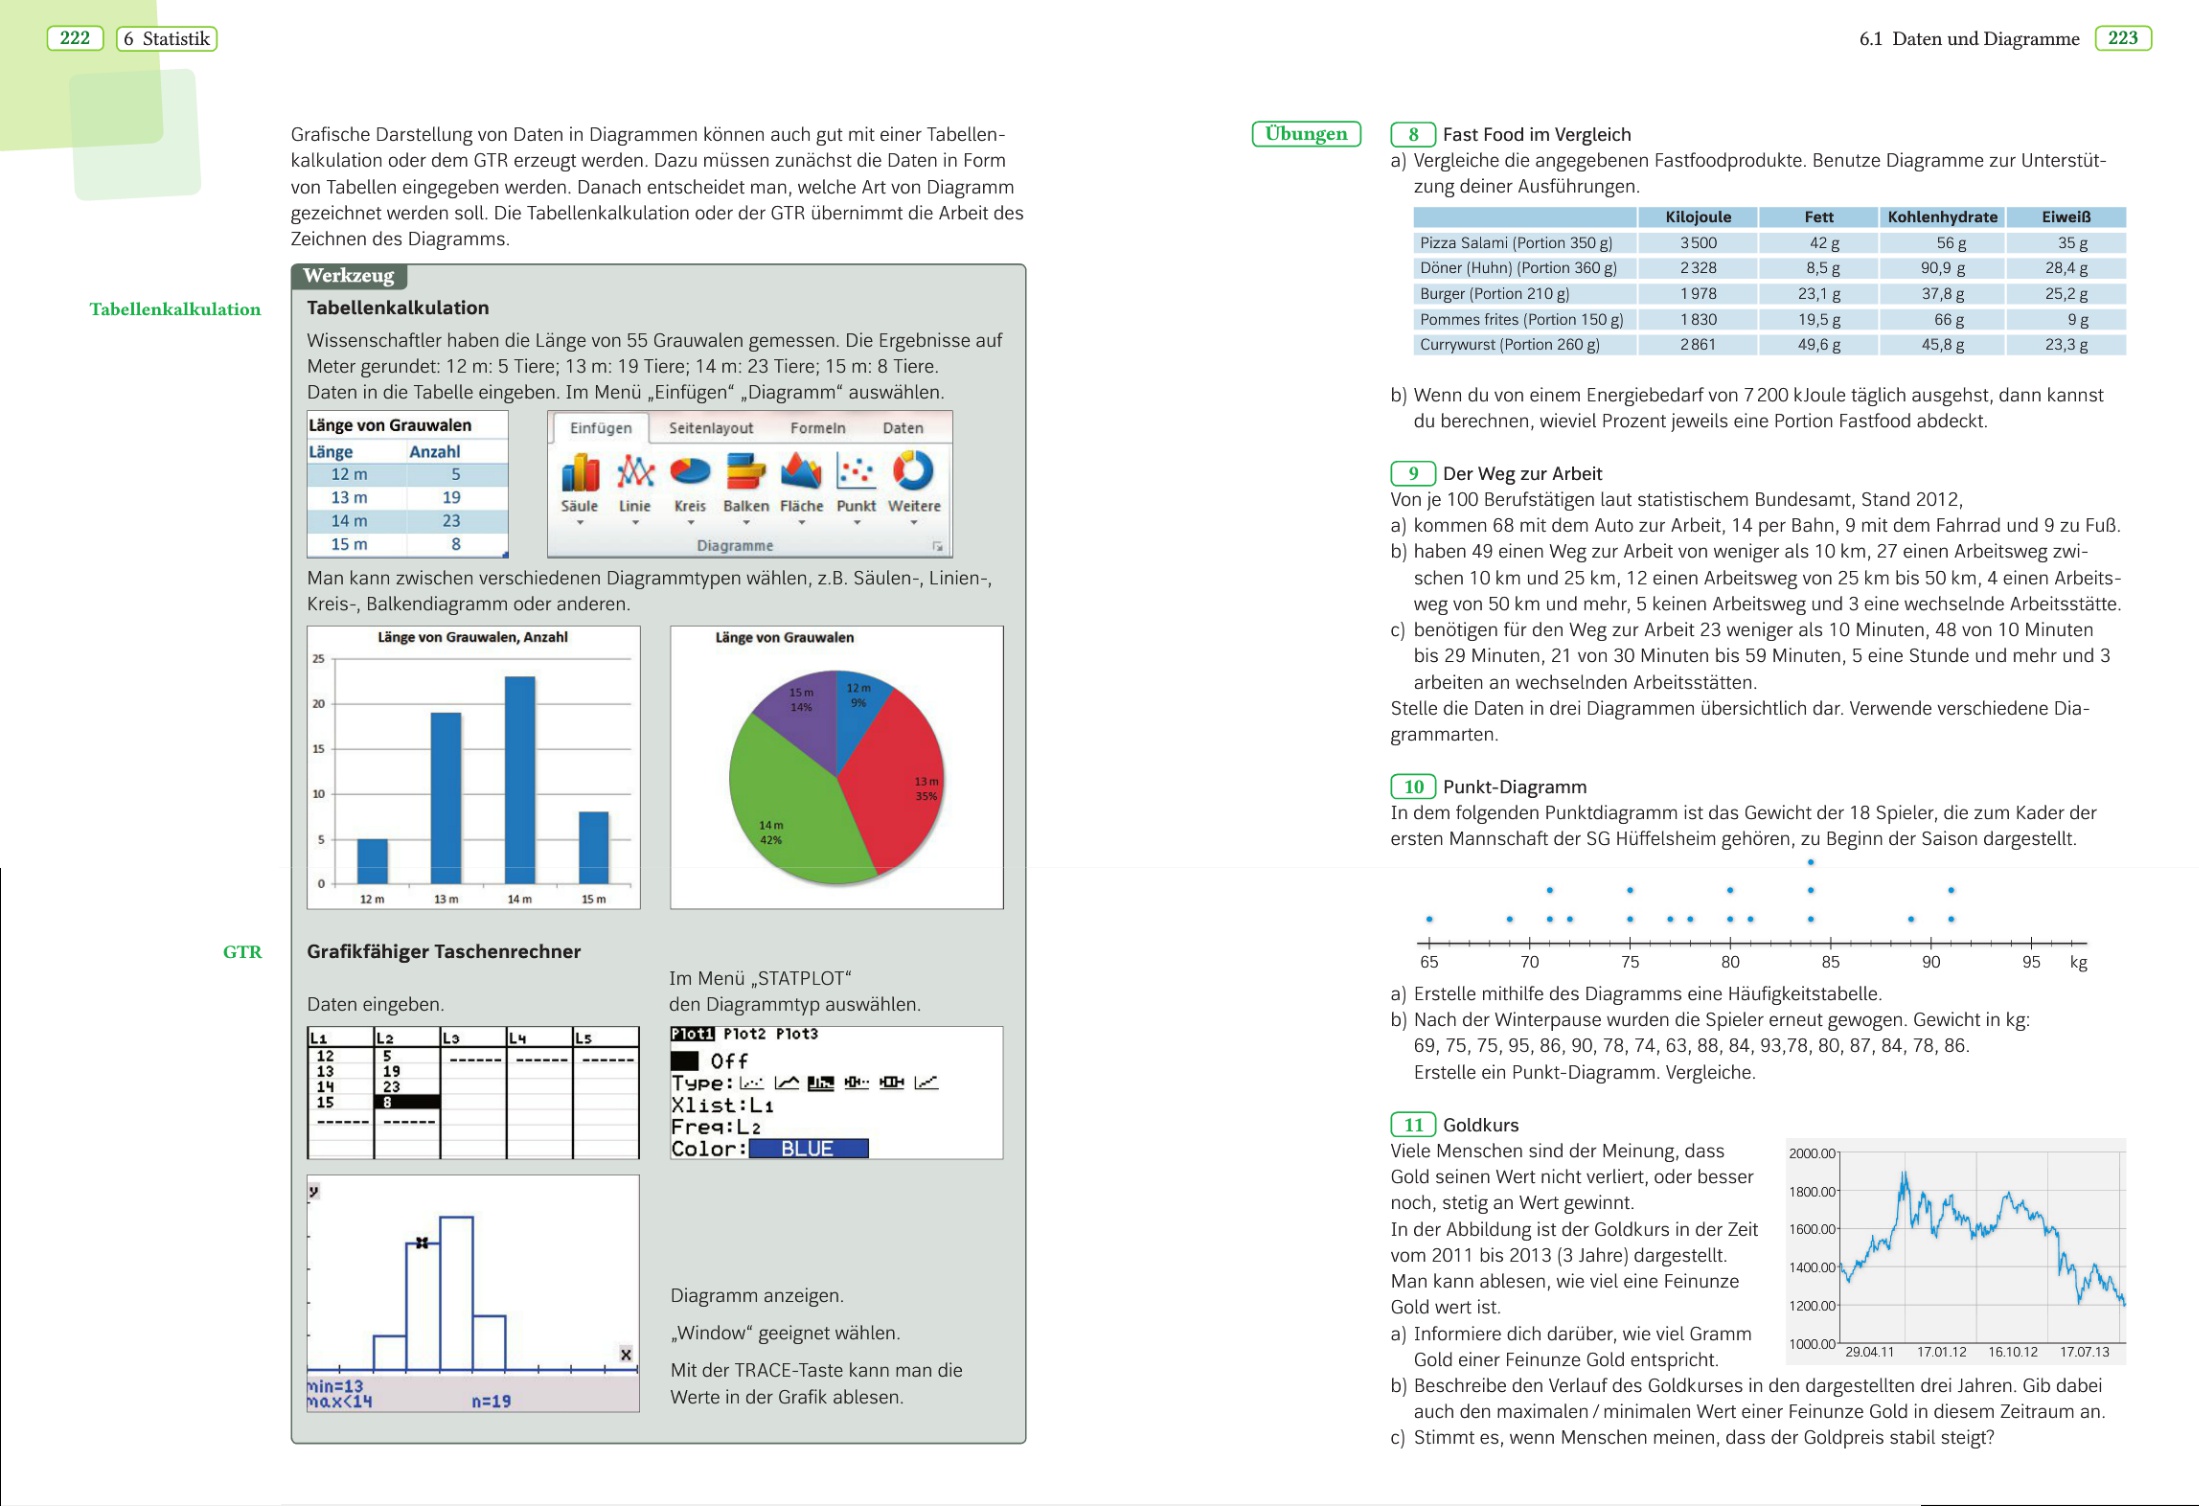 222 6 Statistik
Grafische Darstellung von Daten in Diagrammen können auch gut mit einer Tabellen-
kalkulation oder dem GTR erzeugt werden. Dazu müssen zunächst die Daten in Form
von Tabellen eingegeben werden. Danach entscheidet man, welche Art von Diagramm
gezeichnet werden soll. Die Tabellenkalkulation oder der GTR übernimmt die Arbeit des
Zeichnen des Diagramms.
Werkzeug
Tabellenkalkulation
Tabellenkalkulation
Wissenschaftler haben die Länge von 55 Grauwalen gemessen. Die Ergebnisse auf
Meter gerundet: 12 m: 5 Tiere; 13 m: 19 Tiere; 14 m: 23 Tiere; 15 m: 8 Tiere.
Daten in die Tabelle eingeben. Im Menü „Einfügen“ „Diagramm“ auswählen.
Länge von Grauwalen
Länge Anzahl
12 m 5
13 m 19
14 m 23
15 m 8
Einfügen Seitenlayout Formeln Daten
Säule Linie Kreis Balken Fläche Punkt Weitere
Diagramme
Man kann zwischen verschiedenen Diagrammtypen wählen, z.B. Säulen-, Linien-,
Kreis-, Balkendiagramm oder anderen.
Länge von Grauwalen, Anzahl
25
20
15
10
5
0
12 m 13 m 14 m 15 m
Länge von Grauwalen
15 m
14%
12 m
9%
13 m
35%
14 m
42%
GTR
Grafikfähiger Taschenrechner
Daten eingeben.
Im Menü „STATPLOT“
den Diagrammtyp auswählen.
L1 L2 L3 L4 L5
12 5 ------ ------ ------
13 19
14 23
15 8
------ ------
Plot1 Plot2 Plot3
Off
Type:
Xlist:L1
Freq:L2
Color: BLUE
y
x
min=13
max<14 n=19
Diagramm anzeigen.
„Window“ geeignet wählen.
Mit der TRACE-Taste kann man die
Werte in der Grafik ablesen.
6.1 Daten und Diagramme 223
Übungen
8 Fast Food im Vergleich
a) Vergleiche die angegebenen Fastfoodprodukte. Benutze Diagramme zur Unterstüt-
zung deiner Ausführungen.
Kilojoule Fett Kohlenhydrate Eiweiß
Pizza Salami (Portion 350 g) 3 500 42 g 56 g 35 g
Döner (Huhn) (Portion 360 g) 2 328 8,5 g 90,9 g 28,4 g
Burger (Portion 210 g) 1 978 23,1 g 37,8 g 25,2 g
Pommes frites (Portion 150 g) 1 830 19,5 g 66 g 9 g
Currywurst (Portion 260 g) 2 861 49,6 g 45,8 g 23,3 g
b) Wenn du von einem Energiebedarf von 7 200 kJoule täglich ausgehst, dann kannst
du berechnen, wieviel Prozent jeweils eine Portion Fastfood abdeckt.
9 Der Weg zur Arbeit
Von je 100 Berufstätigen laut statistischem Bundesamt, Stand 2012,
a) kommen 68 mit dem Auto zur Arbeit, 14 per Bahn, 9 mit dem Fahrrad und 9 zu Fuß.
b) haben 49 einen Weg zur Arbeit von weniger als 10 km, 27 einen Arbeitsweg zwi-
schen 10 km und 25 km, 12 einen Arbeitsweg von 25 km bis 50 km, 4 einen Arbeits-
weg von 50 km und mehr, 5 keinen Arbeitsweg und 3 eine wechselnde Arbeitsstätte.
c) benötigen für den Weg zur Arbeit 23 weniger als 10 Minuten, 48 von 10 Minuten
bis 29 Minuten, 21 von 30 Minuten bis 59 Minuten, 5 eine Stunde und mehr und 3
arbeiten an wechselnden Arbeitsstätten.
Stelle die Daten in drei Diagrammen übersichtlich dar. Verwende verschiedene Dia-
grammarten.
10 Punkt-Diagramm
In dem folgenden Punktdiagramm ist das Gewicht der 18 Spieler, die zum Kader der
ersten Mannschaft der SG Hüffelsheim gehören, zu Beginn der Saison dargestellt.
65 70 75 80 85 90 95 kg
a) Erstelle mithilfe des Diagramms eine Häufigkeitstabelle.
b) Nach der Winterpause wurden die Spieler erneut gewogen. Gewicht in kg:
69, 75, 75, 95, 86, 90, 78, 74, 63, 88, 84, 93,78, 80, 87, 84, 78, 86.
Erstelle ein Punkt-Diagramm. Vergleiche.
11 Goldkurs
Viele Menschen sind der Meinung, dass
Gold seinen Wert nicht verliert, oder besser
noch, stetig an Wert gewinnt.
In der Abbildung ist der Goldkurs in der Zeit
vom 2011 bis 2013 (3 Jahre) dargestellt.
Man kann ablesen, wie viel eine Feinunze
Gold wert ist.
a) Informiere dich darüber, wie viel Gramm
Gold einer Feinunze Gold entspricht.
2000.00
1800.00
1600.00
1400.00
1200.00
1000.00
29.04.11 17.01.12 16.10.12 17.07.13
b) Beschreibe den Verlauf des Goldkurses in den dargestellten drei Jahren. Gib dabei
auch den maximalen / minimalen Wert einer Feinunze Gold in diesem Zeitraum an.
c) Stimmt es, wenn Menschen meinen, dass der Goldpreis stabil steigt?